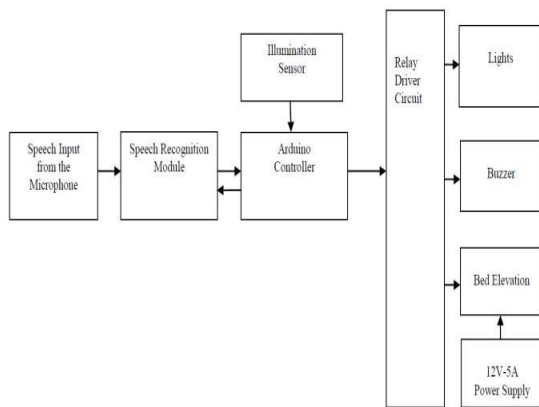 Illumination
Sensor
Speech Input
from the
Microphone
Speech Recognition
Module
Arduino
Controller
Relay
Driver
Circuit
Lights
Buzzer
Bed Elevation
12V-5A
Power Supply